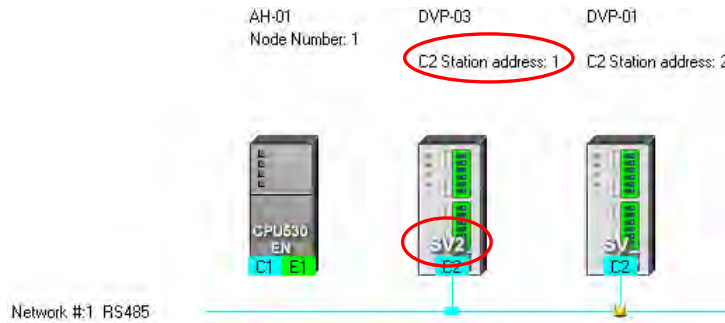 AH-01
Node Number: 1
DVP-03
C2 Station address: 1
DVP-01
C2 Station address: 2
CPU530
EN
C1 E1
SV2
C2
SV_
C2
Network #:1 RS485